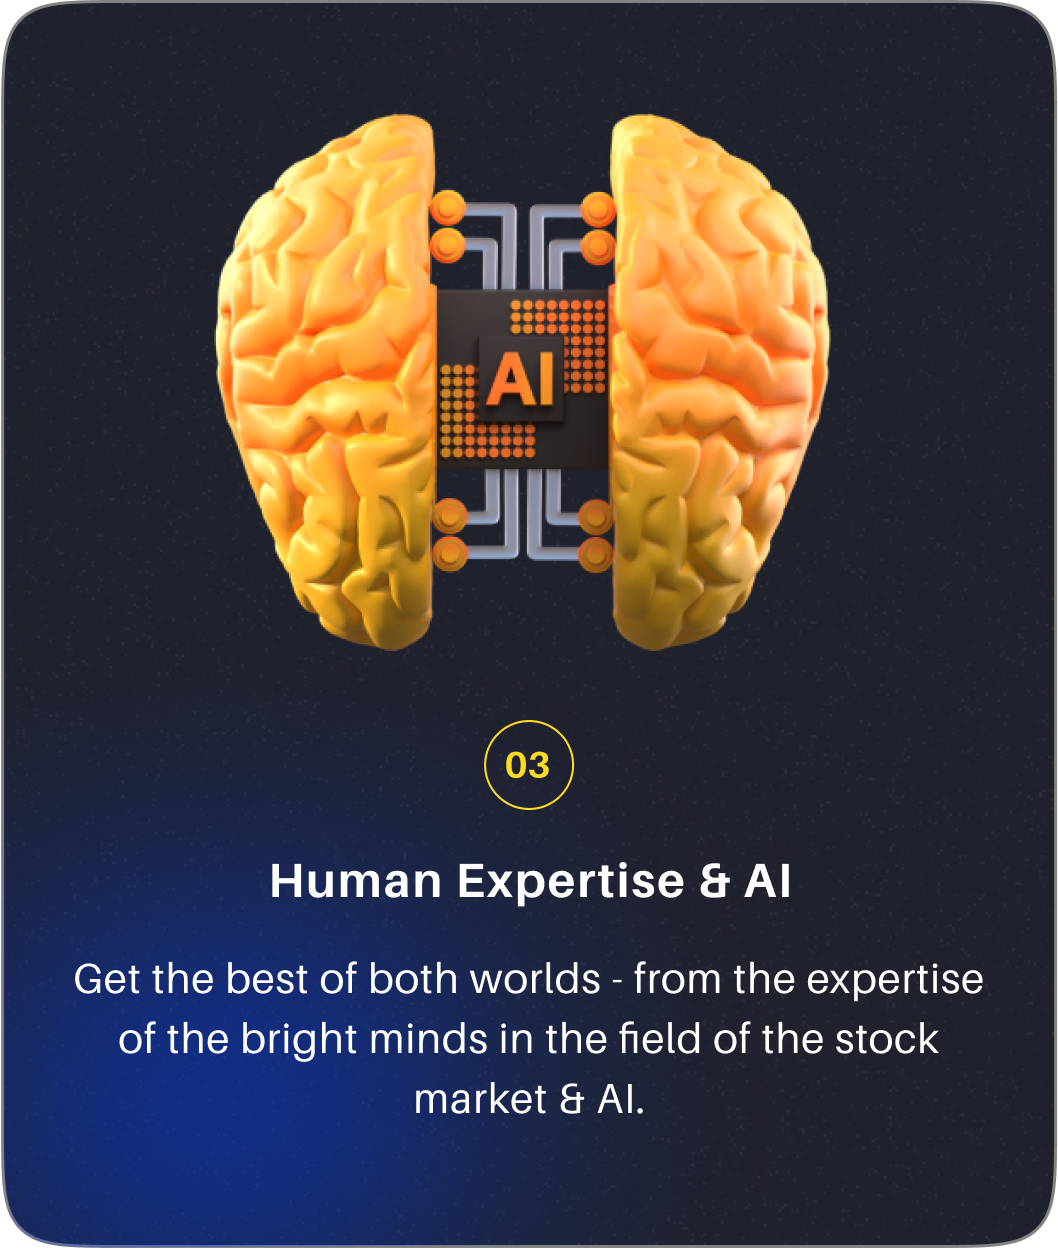 AI
03
Human Expertise & AI
Get the best of both worlds - from the expertise
of the bright minds in the field of the stock
market & AI.